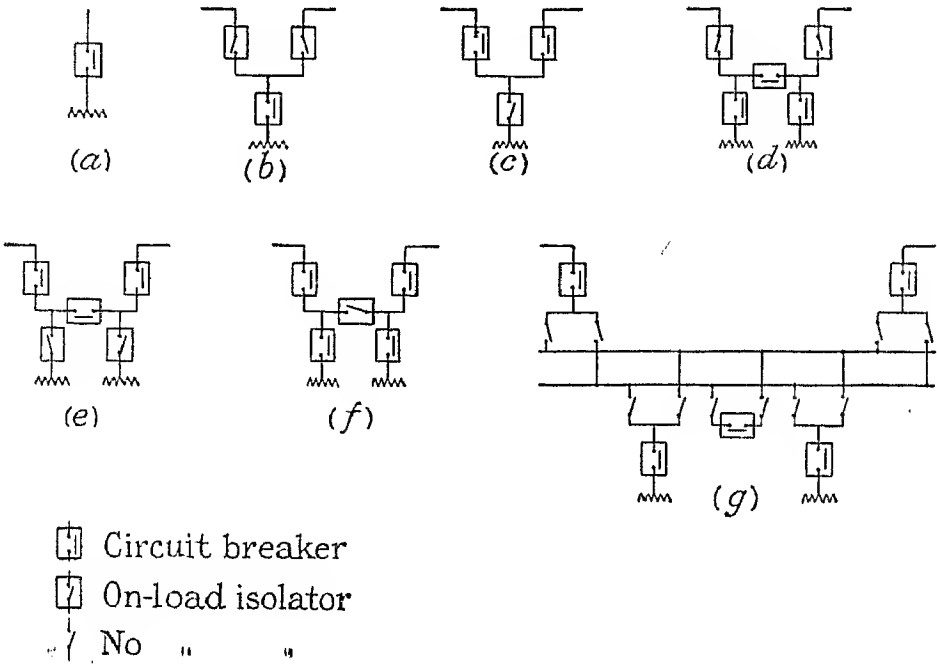 (a)
(b)
(c)
(d)
(e)
(f)
(g)
Circuit breaker
On-load isolator
No " "